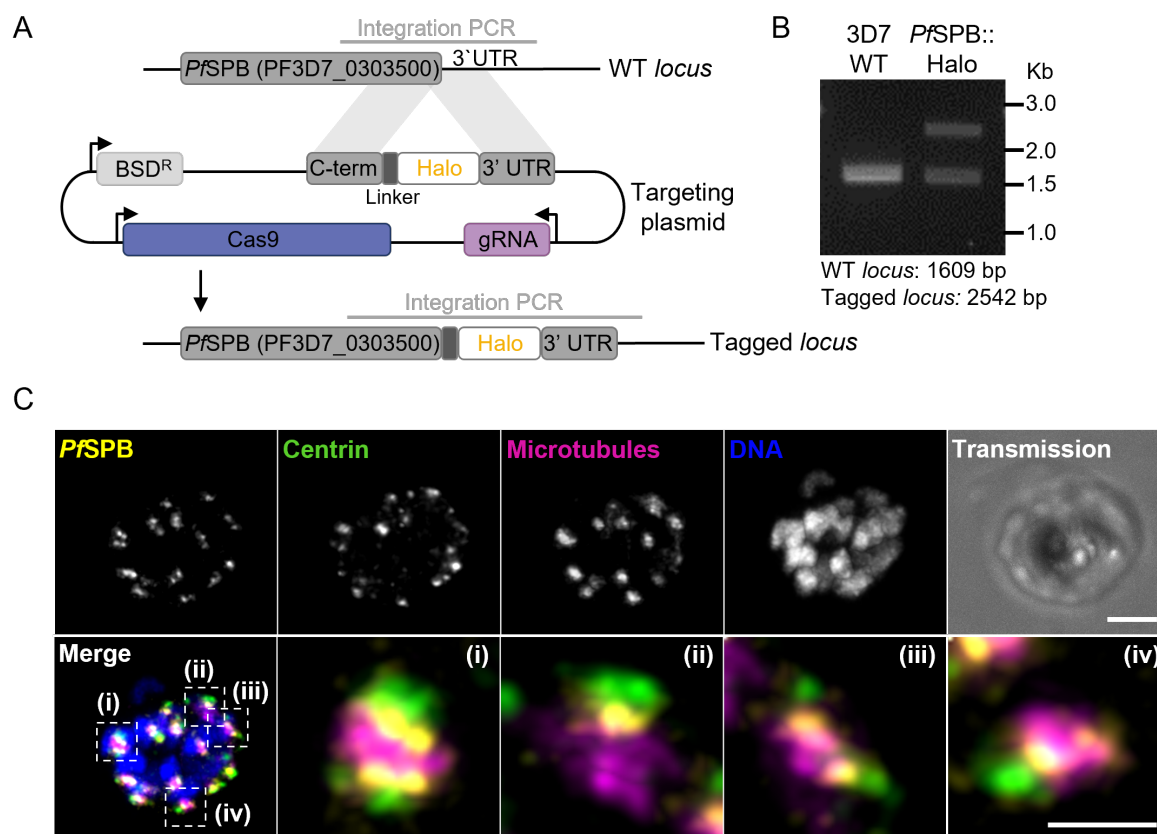 A
Integration PCR
PfSPB (PF3D7_0303500)
3`UTR
WT locus
BSDR
C-term
Halo
3' UTR
Linker
Targeting
plasmid
Cas9
gRNA
Integration PCR
PfSPB (PF3D7_0303500)
Halo
3' UTR
Tagged locus
B
3D7
WT
PfSPB::
Halo
Kb
3.0
2.0
1.5
1.0
WT locus: 1609 bp
Tagged locus: 2542 bp
C
PfSPB
Centrin
Microtubules
DNA
Transmission
Merge
(i)
(ii)
(iii)
(iv)
(i)
(ii)
(iii)
(iv)